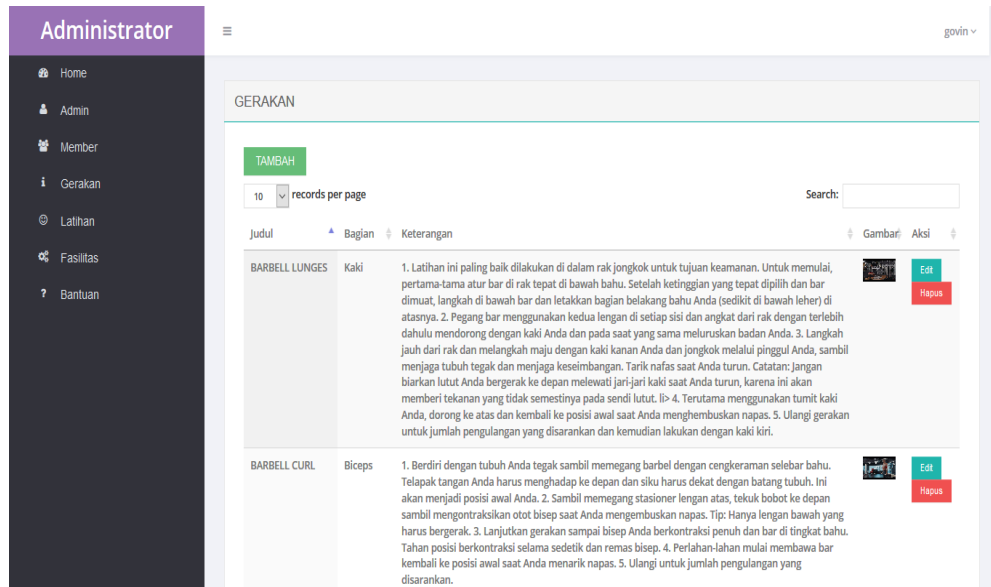 Administrator
govin
Home
Admin
Member
Gerakan
Latihan
Fasilitas
? Bantuan
GERAKAN
TAMBAH
10 records per page
Search:
Judul Bagian Keterangan Gambar Aksi
BARBELL LUNGES Kaki
1. Latihan ini paling baik dilakukan di dalam rak jongkok untuk tujuan keamanan. Untuk memulai,
pertama-tama atur bar di rak tepat di bawah bahu. Setelah ketinggian yang tepat dipilih dan bar
dimuat, langkah di bawah bar dan letakkan bagian belakang bahu Anda (sedikit di bawah leher) di
atasnya. 2. Pegang bar menggunakan kedua lengan di setiap sisi dan angkat dari rak dengan terlebih
dahulu mendorong dengan kaki Anda dan pada saat yang sama meluruskan badan Anda. 3. Langkah
jauh dari rak dan melangkah maju dengan kaki kanan Anda dan jongkok melalui pinggul Anda, sambil
menjaga tubuh tegak dan menjaga keseimbangan. Tarik nafas saat Anda turun. Catatan: Jangan
biarkan lutut Anda bergerak ke depan melewati jari-jari kaki saat Anda turun, karena ini akan
memberi tekanan yang tidak semestinya pada sendi lutut. li> 4. Terutama menggunakan tumit kaki
Anda, dorong ke atas dan kembali ke posisi awal saat Anda menghembuskan napas. 5. Ulangi gerakan
untuk jumlah pengulangan yang disarankan dan kemudian lakukan dengan kaki kiri.
Edit
Hapus
BARBELL CURL Biceps
1. Berdiri dengan tubuh Anda tegak sambil memegang barbel dengan cengkeraman selebar bahu.
Telapak tangan Anda harus menghadap ke depan dan siku harus dekat dengan batang tubuh. Ini
akan menjadi posisi awal Anda. 2. Sambil memegang stasioner lengan atas, tekuk bobot ke depan
sambil mengontraksikan otot bisep saat Anda mengembuskan napas. Tip: Hanya lengan bawah yang
harus bergerak. 3. Lanjutkan gerakan sampai bisep Anda berkontraksi penuh dan bar di tingkat bahu.
Tahan posisi berkontraksi selama sedetik dan remas bisep. 4. Perlahan-lahan mulai membawa bar
kembali ke posisi awal saat Anda menarik napas. 5. Ulangi untuk jumlah pengulangan yang
disarankan.
Edit
Hapus